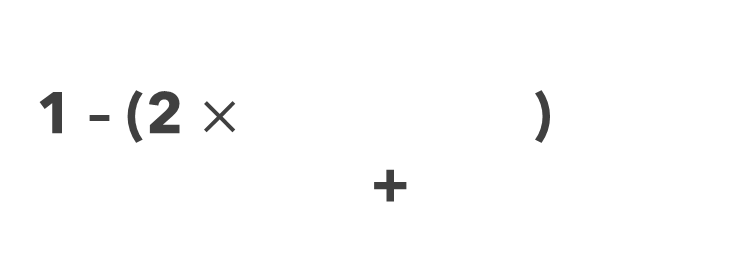 1 - (2 × )
+